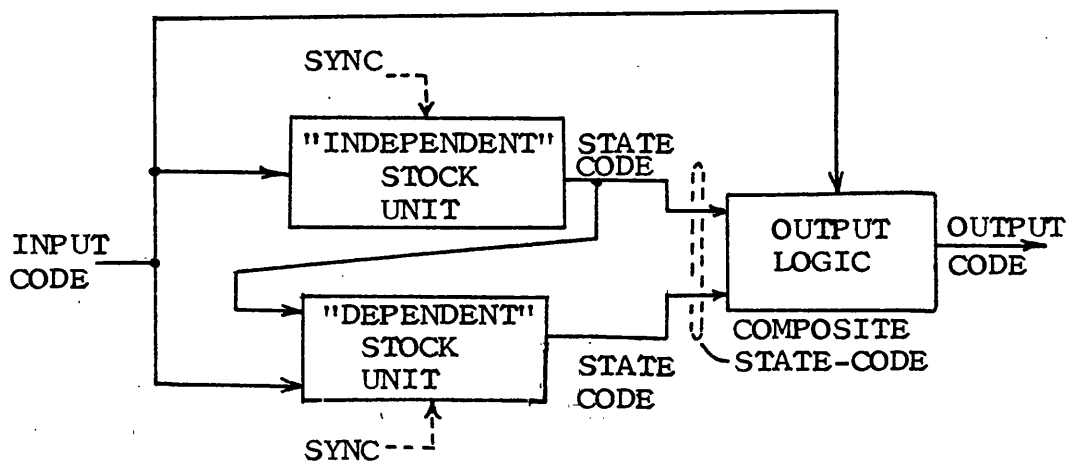 SYNC
"INDEPENDENT"
STOCK
UNIT
STATE
CODE
INPUT
CODE
OUTPUT
LOGIC
OUTPUT
CODE
"DEPENDENT"
STOCK
UNIT
STATE
CODE
COMPOSITE
STATE-CODE
SYNC